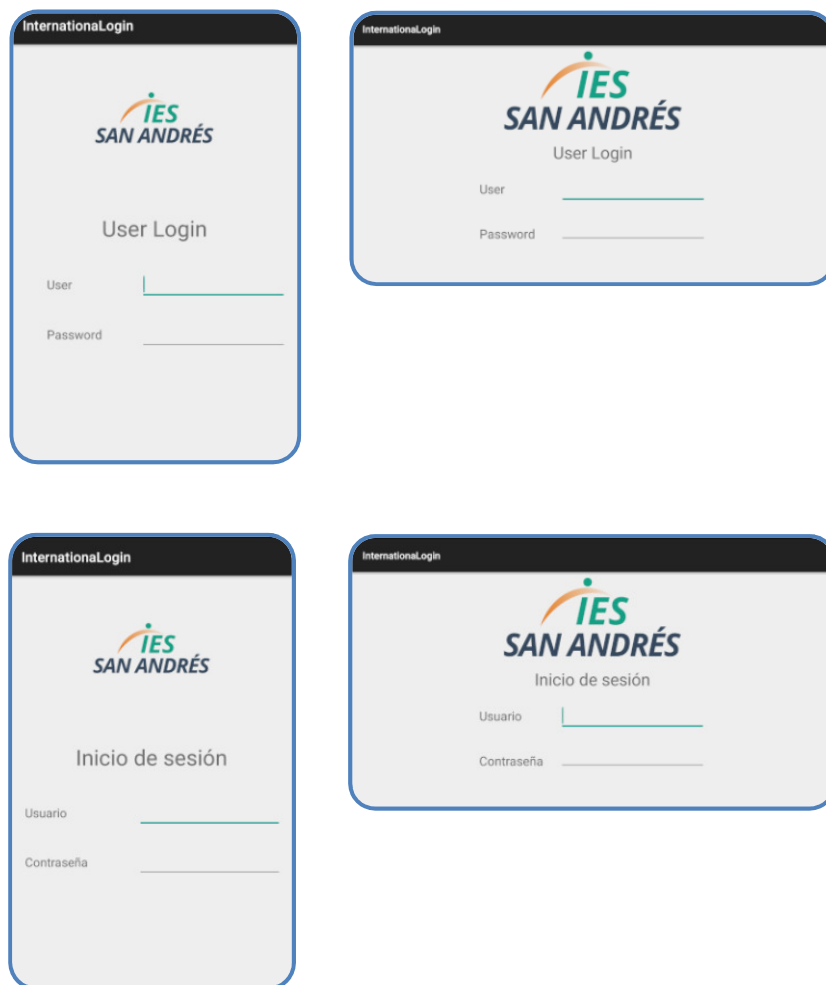 InternationaLogin
IES
SAN ANDRÉS
User Login
User
Password
InternationaLogin
IES
SAN ANDRÉS
User Login
User
Password
InternationaLogin
IES
SAN ANDRÉS
Inicio de sesión
Usuario
Contraseña
InternationaLogin
IES
SAN ANDRÉS
Inicio de sesión
Usuario
Contraseña